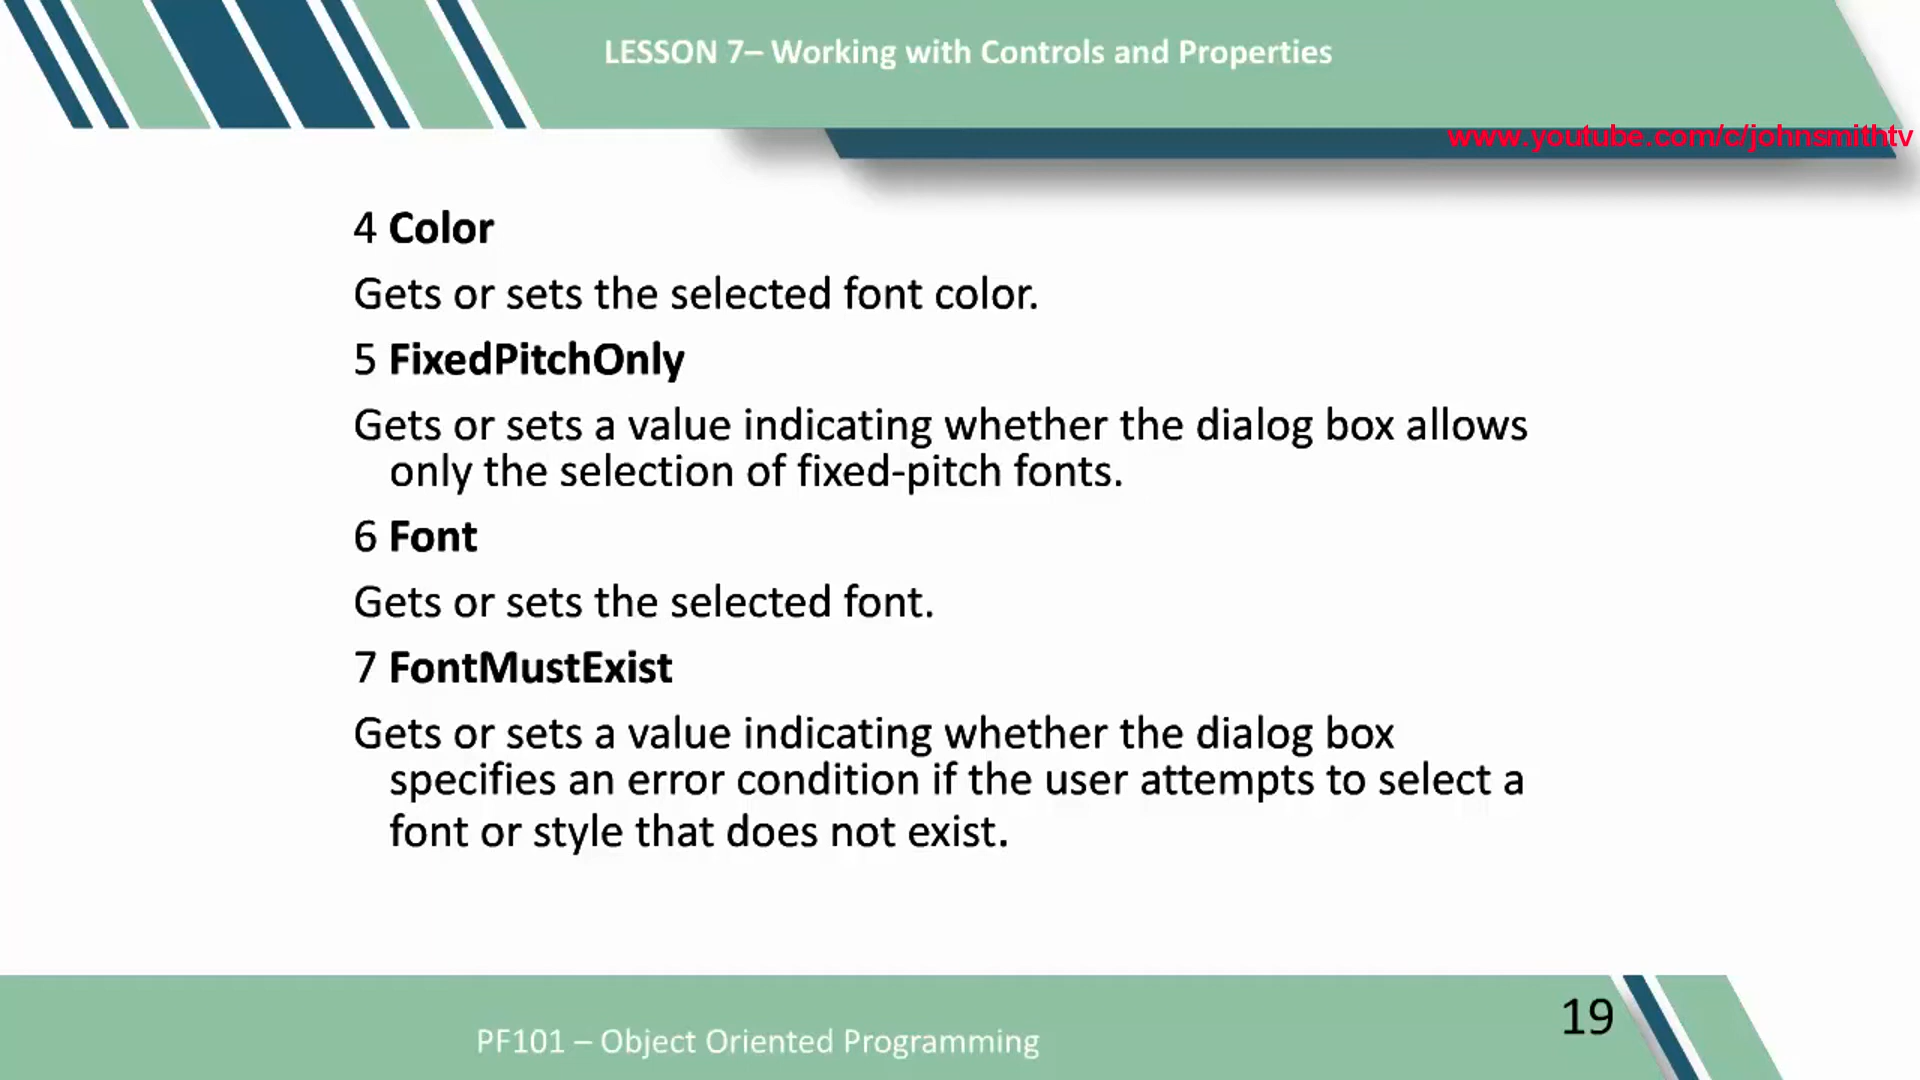 LESSON 7– Working with Controls and Properties
www.youtube.com/c/johnsmithtv
4 Color
Gets or sets the selected font color.
5 FixedPitchOnly
Gets or sets a value indicating whether the dialog box allows
only the selection of fixed-pitch fonts.
6 Font
Gets or sets the selected font.
7 FontMustExist
Gets or sets a value indicating whether the dialog box
specifies an error condition if the user attempts to select a
font or style that does not exist.
19
PF101 – Object Oriented Programming